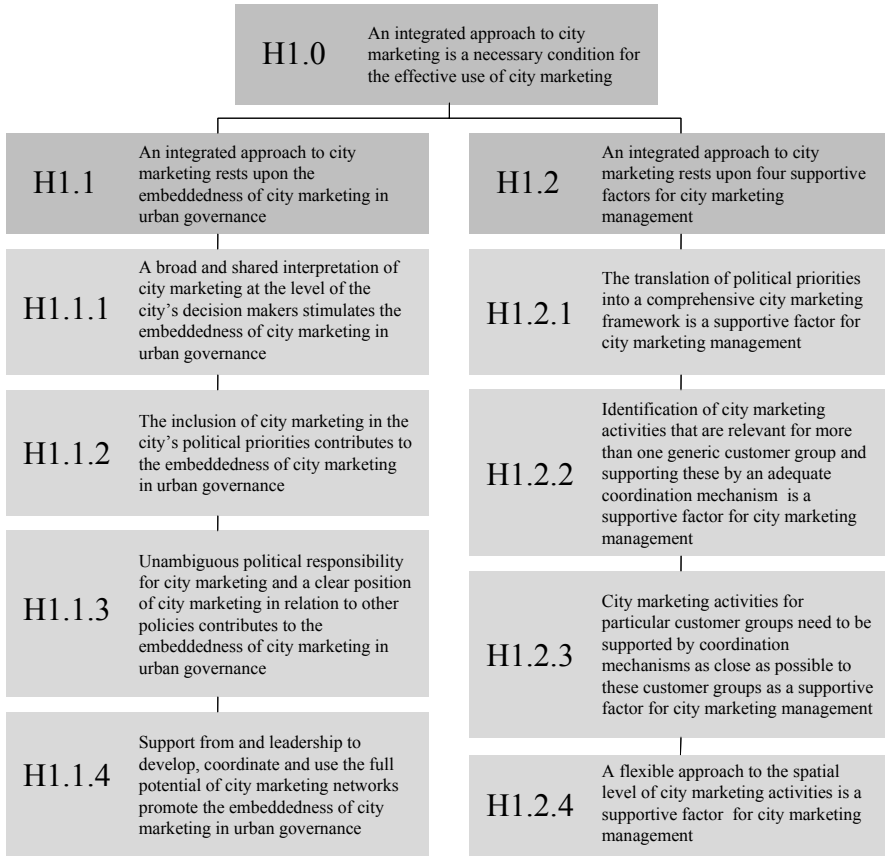 H1.0
An integrated approach to city
marketing is a necessary condition for
the effective use of city marketing
H1.1
An integrated approach to city
marketing rests upon the
embeddedness of city marketing in
urban governance
H1.1.1
A broad and shared interpretation of
city marketing at the level of the
city's decision makers stimulates the
embeddedness of city marketing in
urban governance
H1.1.2
The inclusion of city marketing in the
city's political priorities contributes to
the embeddedness of city marketing
in urban governance
H1.1.3
Unambiguous political responsibility
for city marketing and a clear position
of city marketing in relation to other
policies contributes to the
embeddedness of city marketing in
urban governance
H1.1.4
Support from and leadership to
develop, coordinate and use the full
potential of city marketing networks
promote the embeddedness of city
marketing in urban governance
H1.2
An integrated approach to city
marketing rests upon four supportive
factors for city marketing
management
H1.2.1
The translation of political priorities
into a comprehensive city marketing
framework is a supportive factor for
city marketing management
H1.2.2
Identification of city marketing
activities that are relevant for more
than one generic customer group and
supporting these by an adequate
coordination mechanism is a
supportive factor for city marketing
management
H1.2.3
City marketing activities for
particular customer groups need to be
supported by coordination
mechanisms as close as possible to
these customer groups as a supportive
factor for city marketing management
H1.2.4
A flexible approach to the spatial
level of city marketing activities is a
supportive factor for city marketing
management